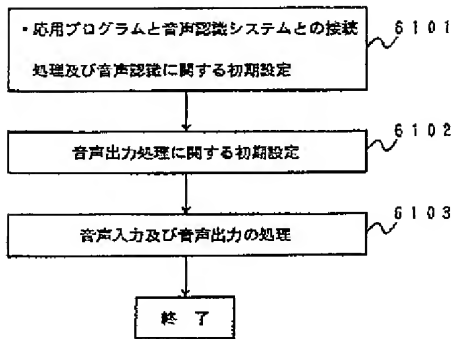 ・応用プログラムと音声認識システムとの接続
処理及び音声認識に関する初期設定
6101
音声出力処理に関する初期設定
6102
音声入力及び音声出力の処理
6103
終了